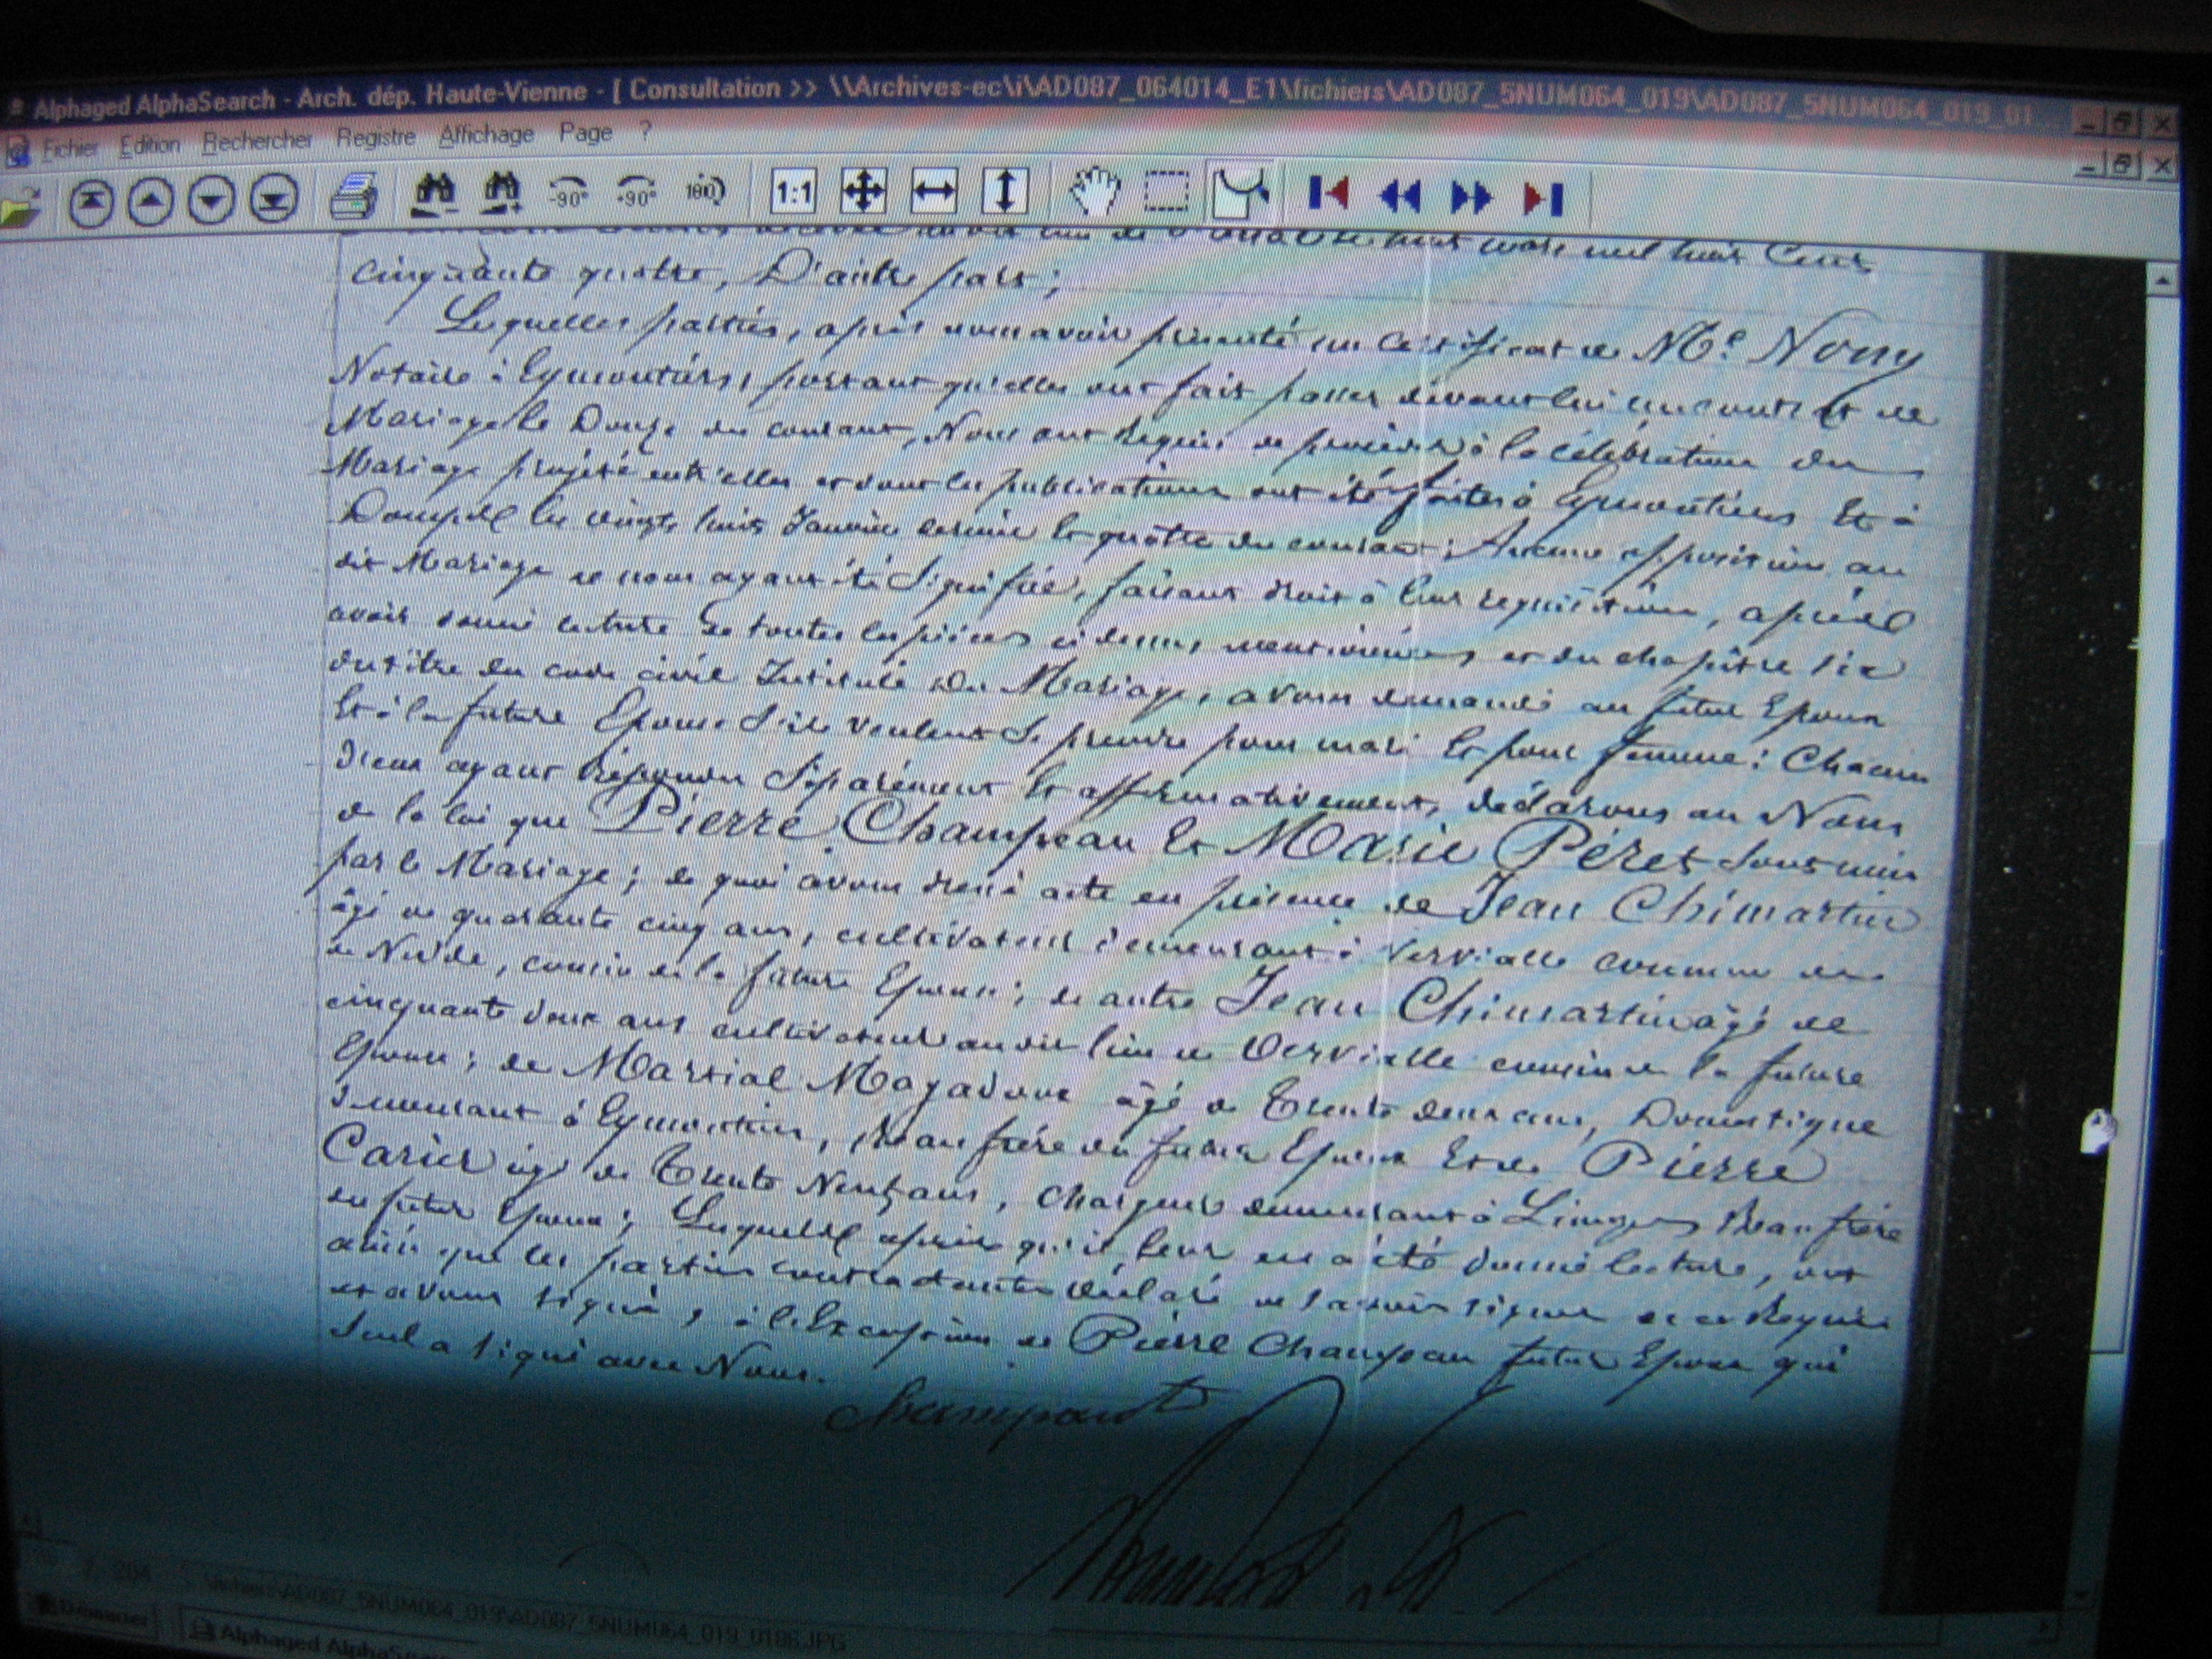 Alphaged AlphaSearch - Arch. dép. Haute-Vienne - [ Consultation >> \\Archives-ec\i\AD087_064014_E1\fichiers\AD087_5NUM064_019\AD087_5NUM064_019_01...
Fichier Edition Rechercher Registre Affichage Page ?
-90° +90° 180 1:1
mil huit Cent
cinquante quatre, D'autre part;
Lesquelles parties, après nous avoir présenté un certificat de Me. Nony
Notaire à Eymoutiers, portant qu'elles ont fait passer devant lui un contrat de
Mariage le Douze du courant, Nous ont Requis de procéder à la célébration du
Mariage projeté entr'elles et dont les publications ont été faites à Eymoutiers Et à
Domps les vingt huit Janvier dernier Et quatre du courant; Aucune opposition au
dit Mariage ne nous ayant été Signifiée, faisant droit à leur requisition, après
avoir donné lecture de toutes les pièces ci dessus mentionnées et du chapître six
du titre du code civil Intitulé du Mariage, avons demandé au futur Epoux
Et à la future Epouse S'ils veulent Se prendre pour mari Et pour femme: Chacun
d'eux ayant répondu Séparément Et affirmativement, déclarons au Nom
de la loi que Pierre Champeau Et Marie Péret Sont unis
par le Mariage; de quoi avons dressé acte en présence de Jean Chimartin
âgé de quarante cinq ans, cultivateur demeurant à Vervialle commune de
de Nedde, cousin de la future Epouse; de autre Jean Chimartin âgé de
cinquante deux ans cultivateur au dit lieu de Vervialle cousin de la future
Epouse; de Martial Mazadoux âgé de Trente deux ans, Domestique
demeurant à Eymoutiers, Beau frère du futur Epoux Et de Pierre
Carier âgé de Trente Neuf ans, demeurant à Limoges Beau frère
du futur Epoux; Lesquels après qu'il leur en a été donné lecture, ont
ainsi que les parties contractantes déclaré ne savoir signer de ce Requis
et avons signé, à l'Exception de Pierre Champeau futur Epoux qui
Seul a signé avec Nous.
Champaud
204 \fichiers\AD087_5NUM064_019\AD087_5NUM064_019_0186.JPG
Démarrer Alphaged AlphaSear